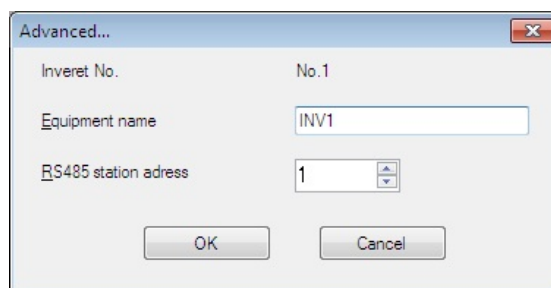 Advanced...
Inveret No. No.1
Equipment name INV1
RS485 station adress 1
OK Cancel